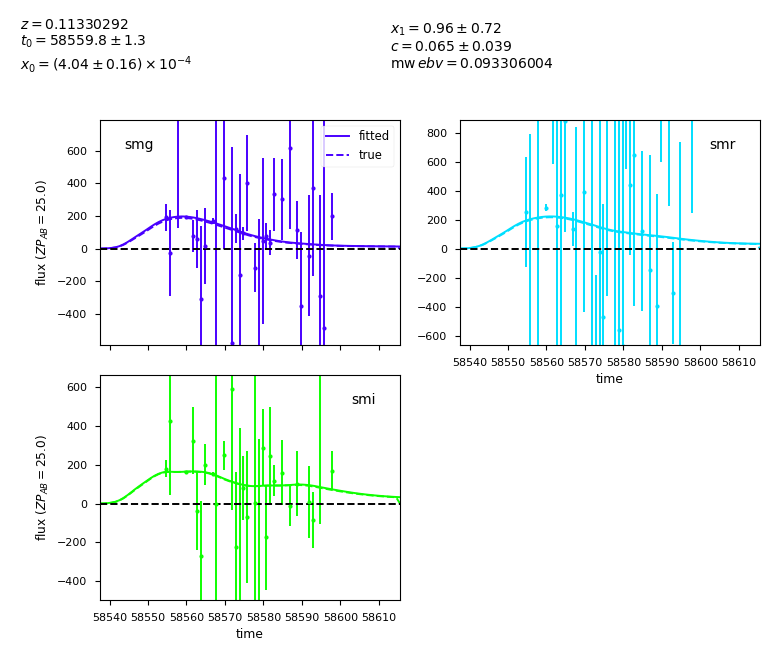 z = 0.11330292
t₀ = 58559.8 ± 1.3
x₀ = (4.04 ± 0.16) × 10⁻⁴
x₁ = 0.96 ± 0.72
c = 0.065 ± 0.039
mw ebv = 0.093306004
smg
fitted
true
600
400
200
0
−200
−400
flux (ZP_AB = 25.0)
smr
800
600
400
200
0
−200
−400
−600
58540 58550 58560 58570 58580 58590 58600 58610
time
smi
600
400
200
0
−200
−400
flux (ZP_AB = 25.0)
58540 58550 58560 58570 58580 58590 58600 58610
time